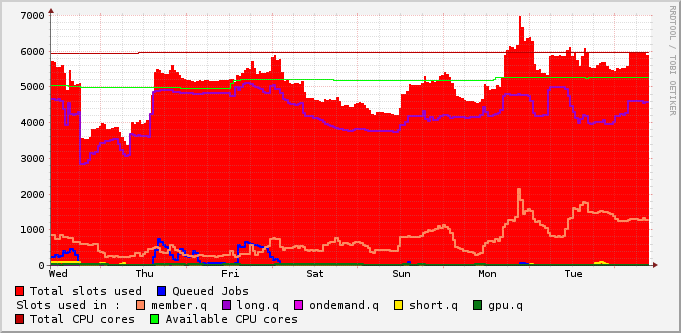 7000
6000
5000
4000
3000
2000
1000
0
Wed Thu Fri Sat Sun Mon Tue
Total slots used Queued Jobs
Slots used in : member.q long.q ondemand.q short.q gpu.q
Total CPU cores Available CPU cores
RRDTOOL / TOBI OETIKER